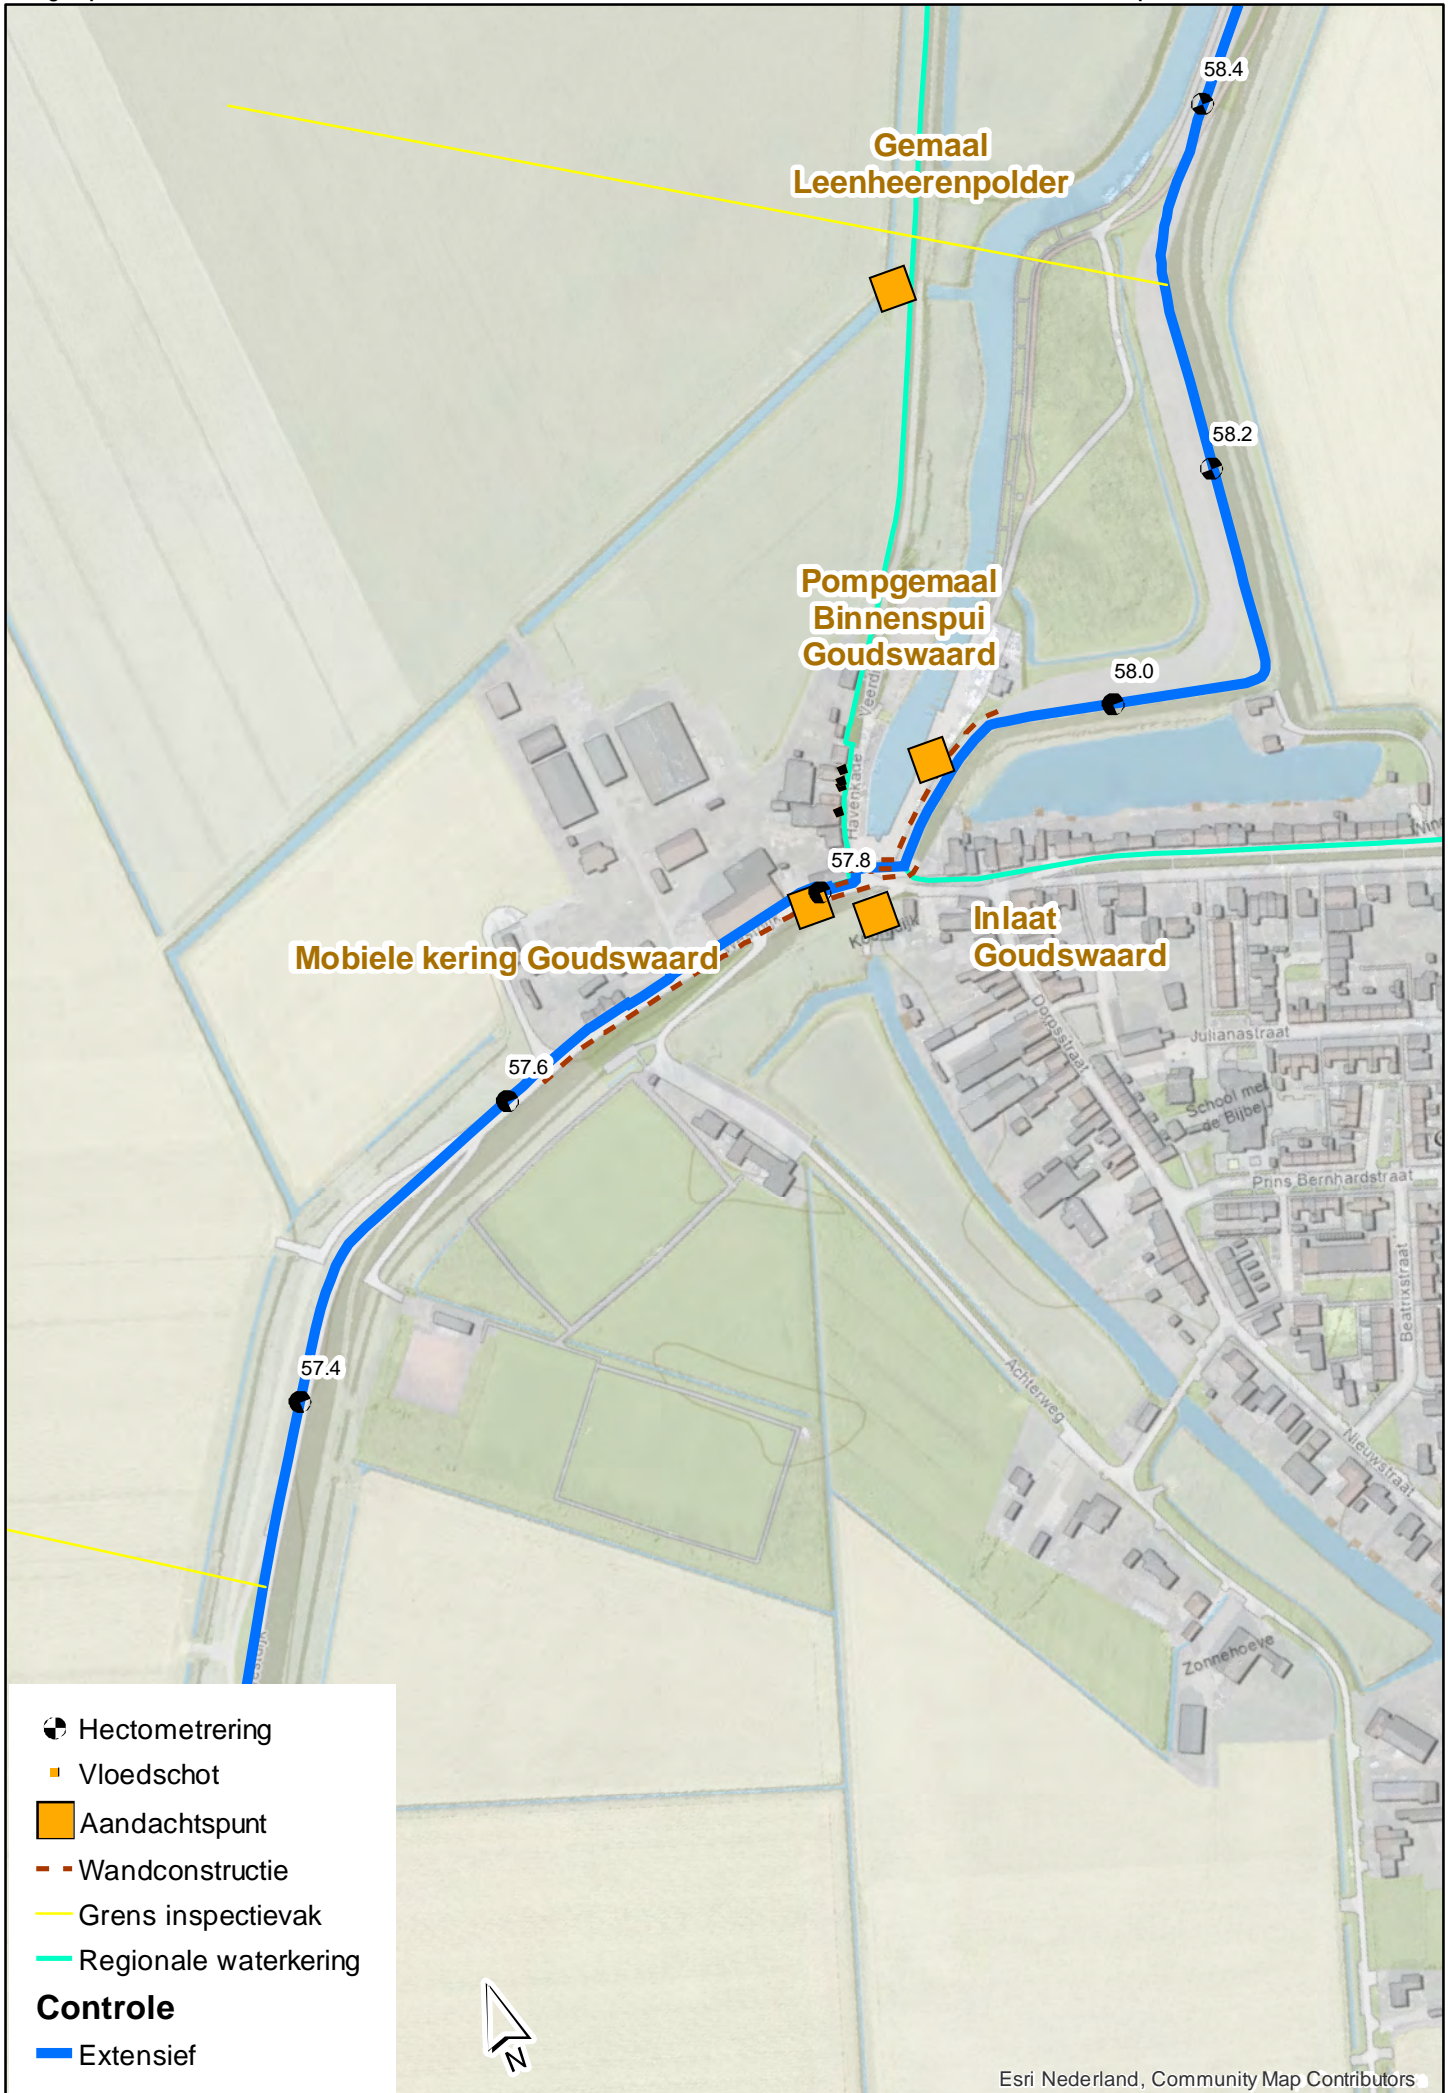 58.4
Gemaal
Leenheerenpolder
58.2
Pompgemaal
Binnenspui
Goudswaard
58.0
Havenkade
57.8
Inlaat
Goudswaard
Mobiele kering Goudswaard
Dorpsstraat
Julianastraat
57.6
School met
de Bijbel
Prins Bernhardstraat
Beatrixstraat
57.4
Achterweg
Nieuwstraat
Zonnehoeve
Hectometrering
Vloedschot
Aandachtspunt
Wandconstructie
Grens inspectievak
Regionale waterkering
Controle
Extensief
N
Esri Nederland, Community Map Contributors